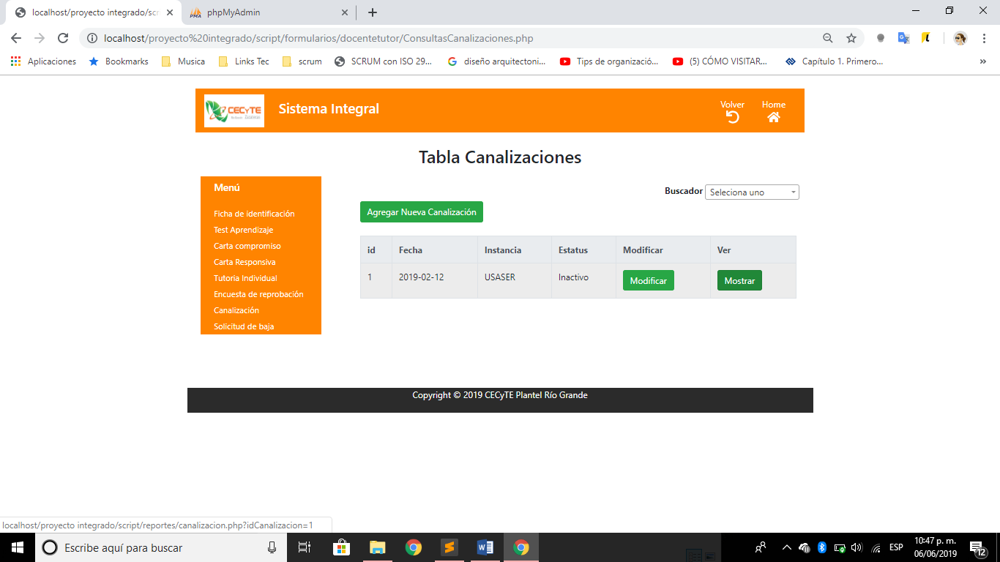 localhost/proyecto integrado/scr
phpMyAdmin
localhost/proyecto%20integrado/script/formularios/docentetutor/ConsultasCanalizaciones.php
Aplicaciones
Bookmarks
Musica
Links Tec
scrum
SCRUM con ISO 29...
diseño arquitectoni...
Tips de organizació...
(5) CÓMO VISITAR...
Capítulo 1. Primero...
»
CECyTE
Sistema Integral
Volver
Home
Tabla Canalizaciones
Menú
Ficha de identificación
Test Aprendizaje
Carta compromiso
Carta Responsiva
Tutoria Individual
Encuesta de reprobación
Canalización
Solicitud de baja
Buscador Seleciona uno
Agregar Nueva Canalización
id Fecha Instancia Estatus Modificar Ver
1 2019-02-12 USASER Inactivo Modificar Mostrar
Copyright © 2019 CECyTE Plantel Río Grande
localhost/proyecto integrado/script/reportes/canalizacion.php?idCanalizacion=1
Escribe aquí para buscar
ESP
10:47 p. m.
06/06/2019
12